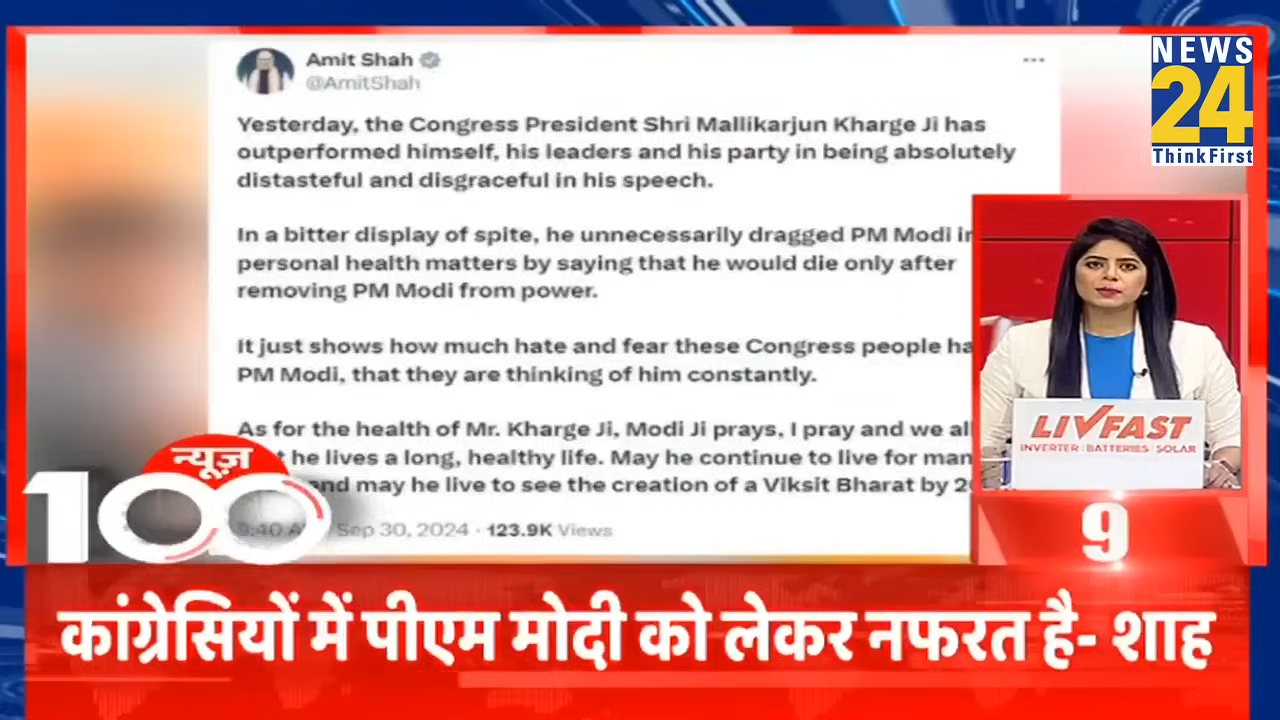 Amit Shah
@AmitShah
Yesterday, the Congress President Shri Mallikarjun Kharge Ji has
outperformed himself, his leaders and his party in being absolutely
distasteful and disgraceful in his speech.
In a bitter display of spite, he unnecessarily dragged PM Modi in
personal health matters by saying that he would die only after
removing PM Modi from power.
It just shows how much hate and fear these Congress people ha
PM Modi, that they are thinking of him constantly.
As for the health of Mr. Kharge Ji, Modi Ji prays, I pray and we all
he lives a long, healthy life. May he continue to live for man
and may he live to see the creation of a Viksit Bharat by
9:40 Sep 30, 2024 · 123.9K Views
NEWS
24
ThinkFirst
LIVFAST
INVERTER | BATTERIES | SOLAR
न्यूज़
100
9
कांग्रेसियों में पीएम मोदी को लेकर नफरत है- शाह